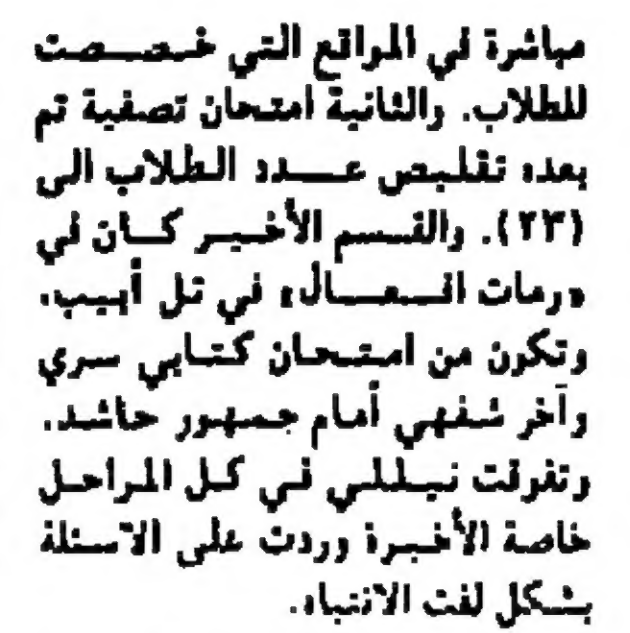 مباشرة في المواقع التي خصصت
للطلاب. والثانية امتحان تصفية تم
بعده تقليص عدد الطلاب الى
(٢٣). والقسم الأخير كان في
«رمات افعال» في تل أبيب،
وتكون من امتحان كتابي سري
وآخر شفهي أمام جمهور حاشد.
وتفوقت نيللي في كل المراحل
خاصة الأخيرة وردت على الاسئلة
بشكل لفت الانتباه.